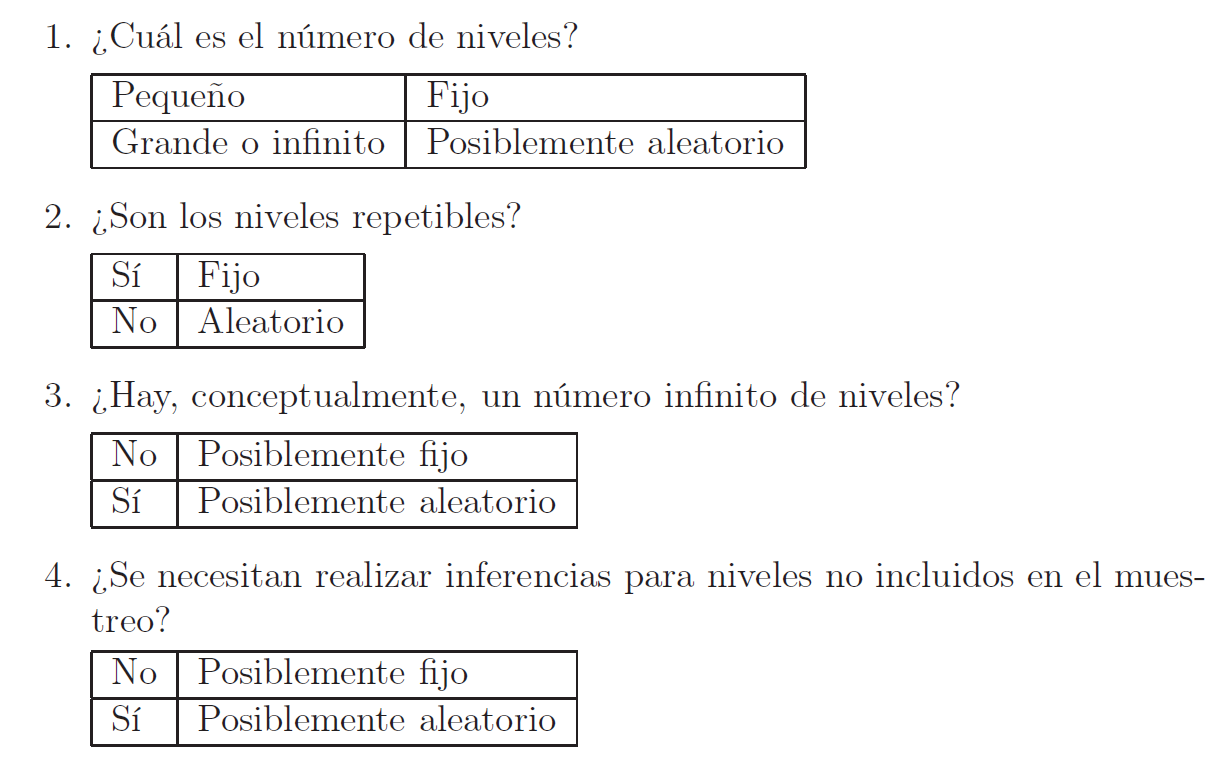 1. ¿Cuál es el número de niveles?
Pequeño Fijo
Grande o infinito Posiblemente aleatorio
2. ¿Son los niveles repetibles?
Sí Fijo
No Aleatorio
3. ¿Hay, conceptualmente, un número infinito de niveles?
No Posiblemente fijo
Sí Posiblemente aleatorio
4. ¿Se necesitan realizar inferencias para niveles no incluidos en el mues-
treo?
No Posiblemente fijo
Sí Posiblemente aleatorio